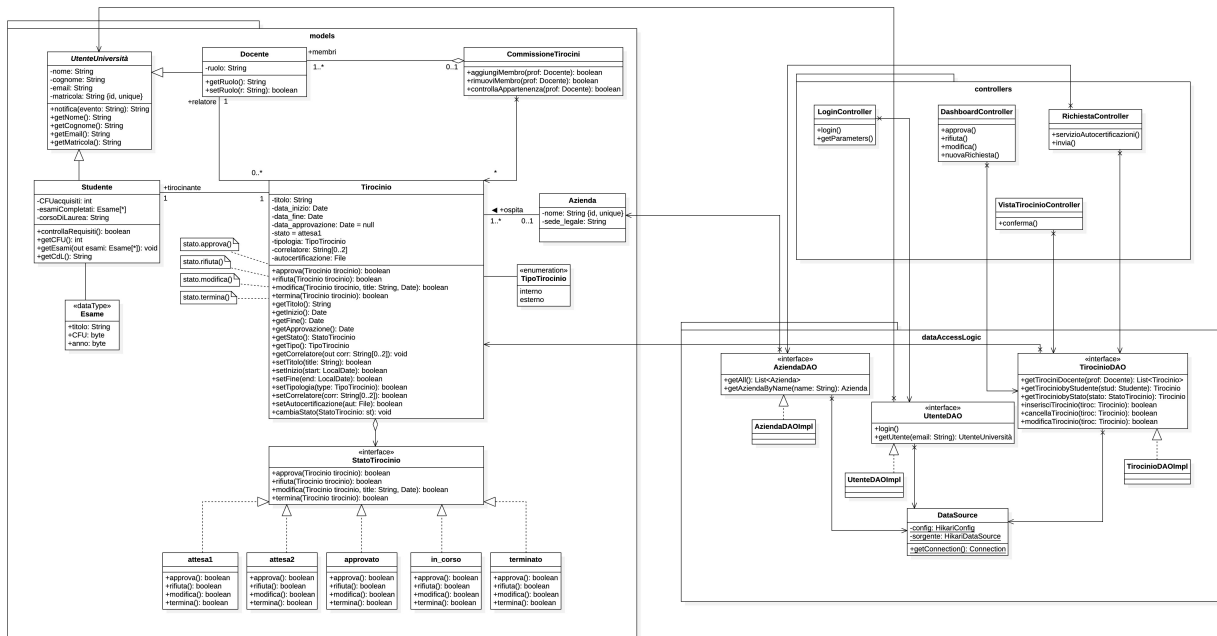 models
UtenteUniversità
-nome: String
-cognome: String
-email: String
-matricola: String {id, unique}
+notifica(evento: String): String
+getNome(): String
+getCognome(): String
+getEmail(): String
+getMatricola(): String
Docente
-ruolo: String
+getRuolo(): String
+setRuolo(r: String): boolean
+membri
1..*
0..1
CommissioneTirocini
+aggiungiMembro(prof: Docente): boolean
+rimuoviMembro(prof: Docente): boolean
+controllaAppartenenza(prof: Docente): boolean
+relatore
1
0..*
*
Studente
-CFUacquisiti: int
-esamiCompletati: Esame[*]
-corsoDiLaurea: String
+controllaRequisiti(): boolean
+getCFU(): int
+getEsami(out esami: Esame[*]): void
+getCdL(): String
+tirocinante
1
1
«dataType»
Esame
+titolo: String
+CFU: byte
+anno: byte
Tirocinio
-titolo: String
-data_inizio: Date
-data_fine: Date
-data_approvazione: Date = null
-stato = attesa1
-tipologia: TipoTirocinio
-correlatore: String[0..2]
-autocertificazione: File
+approva(Tirocinio tirocinio): boolean
+rifiuta(Tirocinio tirocinio): boolean
+modifica(Tirocinio tirocinio, title: String, Date): boolean
+termina(Tirocinio tirocinio): boolean
+getTitolo(): String
+getInizio(): Date
+getFine(): Date
+getApprovazione(): Date
+getStato(): StatoTirocinio
+getTipo(): TipoTirocinio
+getCorrelatore(out corr: String[0..2]): void
+setTitolo(title: String): boolean
+setInizio(start: LocalDate): boolean
+setFine(end: LocalDate): boolean
+setTipologia(type: TipoTirocinio): boolean
+setCorrelatore(corr: String[0..2]): boolean
+setAutocertificazione(aut: File): boolean
+cambiaStato(StatoTirocinio: st): void
stato.approva()
stato.rifiuta()
stato.modifica()
stato.termina()
◄ +ospita
1..*
0..1
Azienda
-nome: String {id, unique}
-sede_legale: String
«enumeration»
TipoTirocinio
interno
esterno
«interface»
StatoTirocinio
+approva(Tirocinio tirocinio): boolean
+rifiuta(Tirocinio tirocinio): boolean
+modifica(Tirocinio tirocinio, title: String, Date): boolean
+termina(Tirocinio tirocinio): boolean
attesa1
+approva(): boolean
+rifiuta(): boolean
+modifica(): boolean
+termina(): boolean
attesa2
+approva(): boolean
+rifiuta(): boolean
+modifica(): boolean
+termina(): boolean
approvato
+approva(): boolean
+rifiuta(): boolean
+modifica(): boolean
+termina(): boolean
in_corso
+approva(): boolean
+rifiuta(): boolean
+modifica(): boolean
+termina(): boolean
terminato
+approva(): boolean
+rifiuta(): boolean
+modifica(): boolean
+termina(): boolean
controllers
LoginController
+login()
+getParameters()
DashboardController
+approva()
+rifiuta()
+modifica()
+nuovaRichiesta()
RichiestaController
+servizioAutocertificazioni()
+invia()
VistaTirocinioController
+conferma()
dataAccessLogic
«interface»
AziendaDAO
+getAll(): List<Azienda>
+getAziendaByName(name: String): Azienda
AziendaDAOImpl
«interface»
UtenteDAO
+login()
+getUtente(email: String): UtenteUniversità
UtenteDAOImpl
«interface»
TirocinioDAO
+getTirociniDocente(prof: Docente): List<Tirocinio>
+getTirociniobyStudente(stud: Studente): Tirocinio
+getTirociniobyStato(stato: StatoTirocinio): Tirocinio
+inserisciTirocinio(tiroc: Tirocinio): boolean
+cancellaTirocinio(tiroc: Tirocinio): boolean
+modificaTirocinio(tiroc: Tirocinio): boolean
TirocinioDAOImpl
DataSource
-config: HikariConfig
-sorgente: HikariDataSource
+getConnection(): Connection